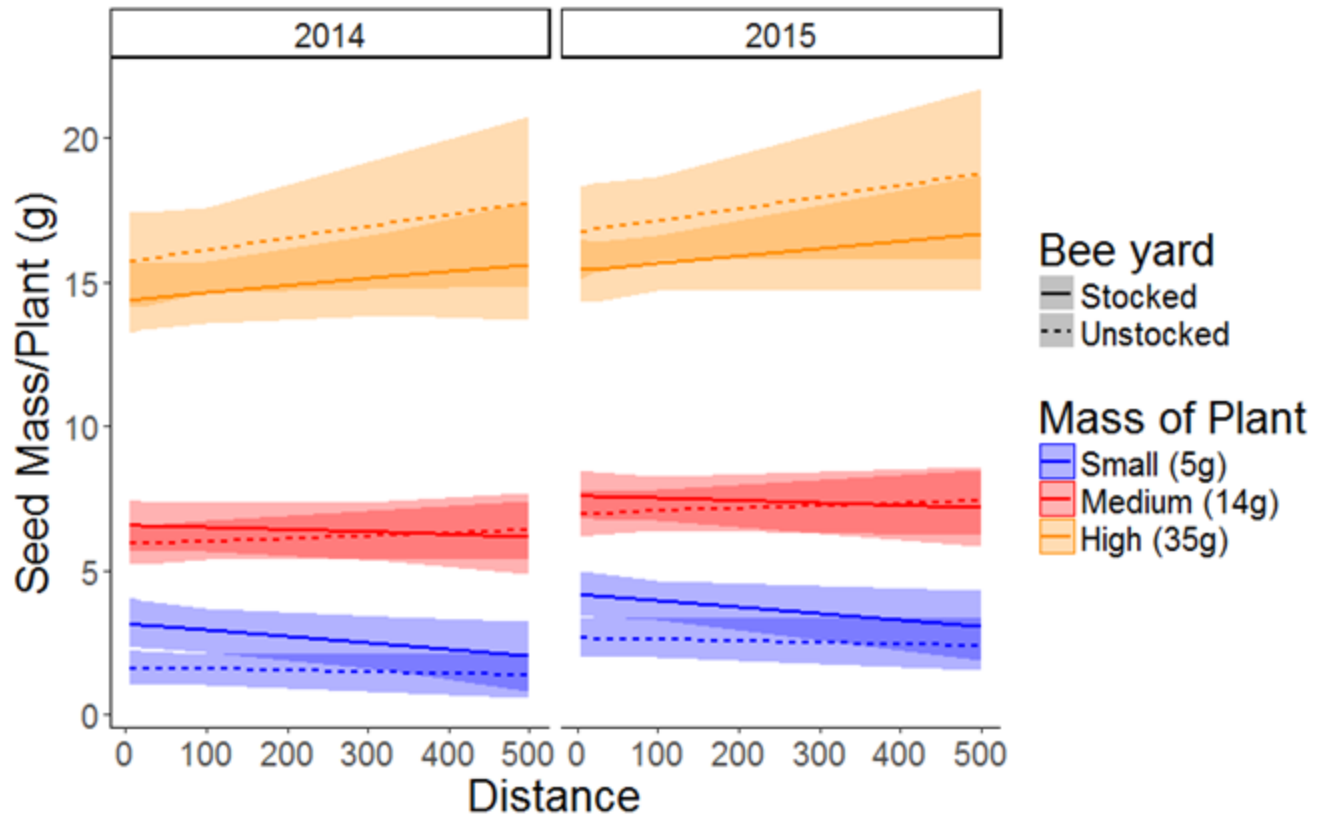 2014 2015
20
15
10
5
0
Seed Mass/Plant (g)
0 100 200 300 400 500 0 100 200 300 400 500
Distance
Bee yard
Stocked
Unstocked
Mass of Plant
Small (5g)
Medium (14g)
High (35g)